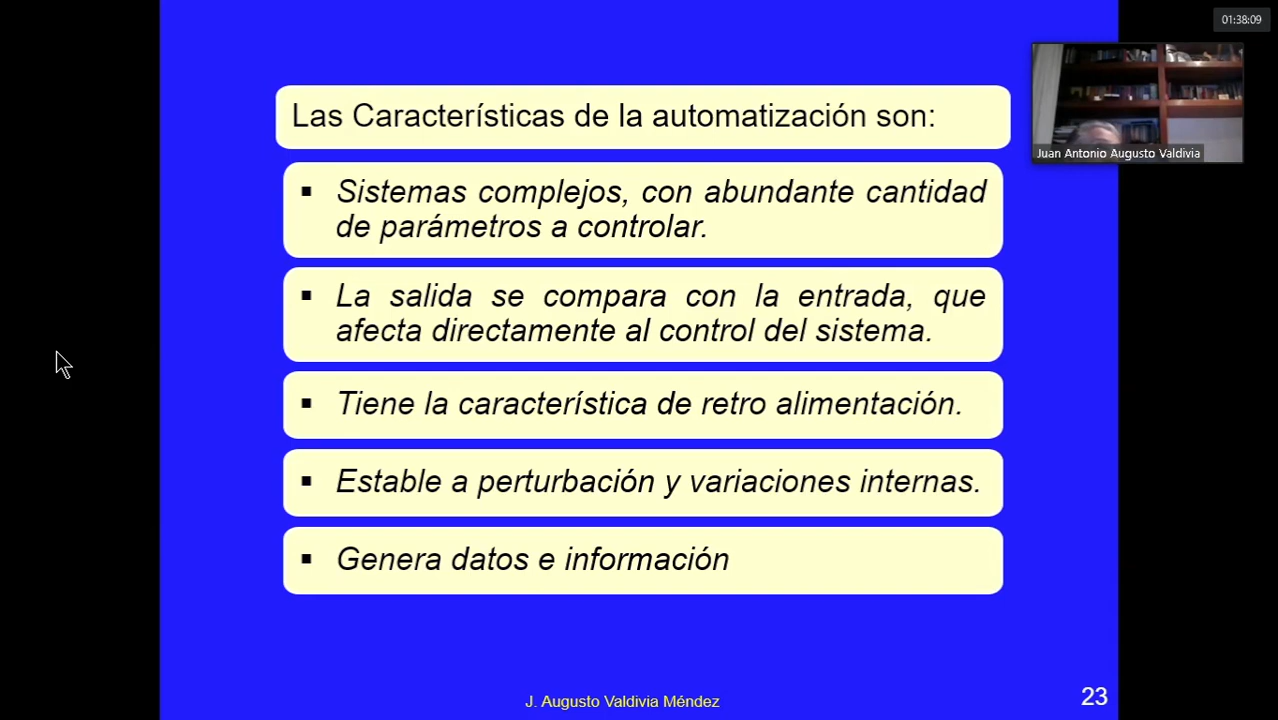 01:38:09
Juan Antonio Augusto Valdivia
Las Características de la automatización son:
▪ Sistemas complejos, con abundante cantidad
de parámetros a controlar.
▪ La salida se compara con la entrada, que
afecta directamente al control del sistema.
▪ Tiene la característica de retro alimentación.
▪ Estable a perturbación y variaciones internas.
▪ Genera datos e información
J. Augusto Valdivia Méndez
23